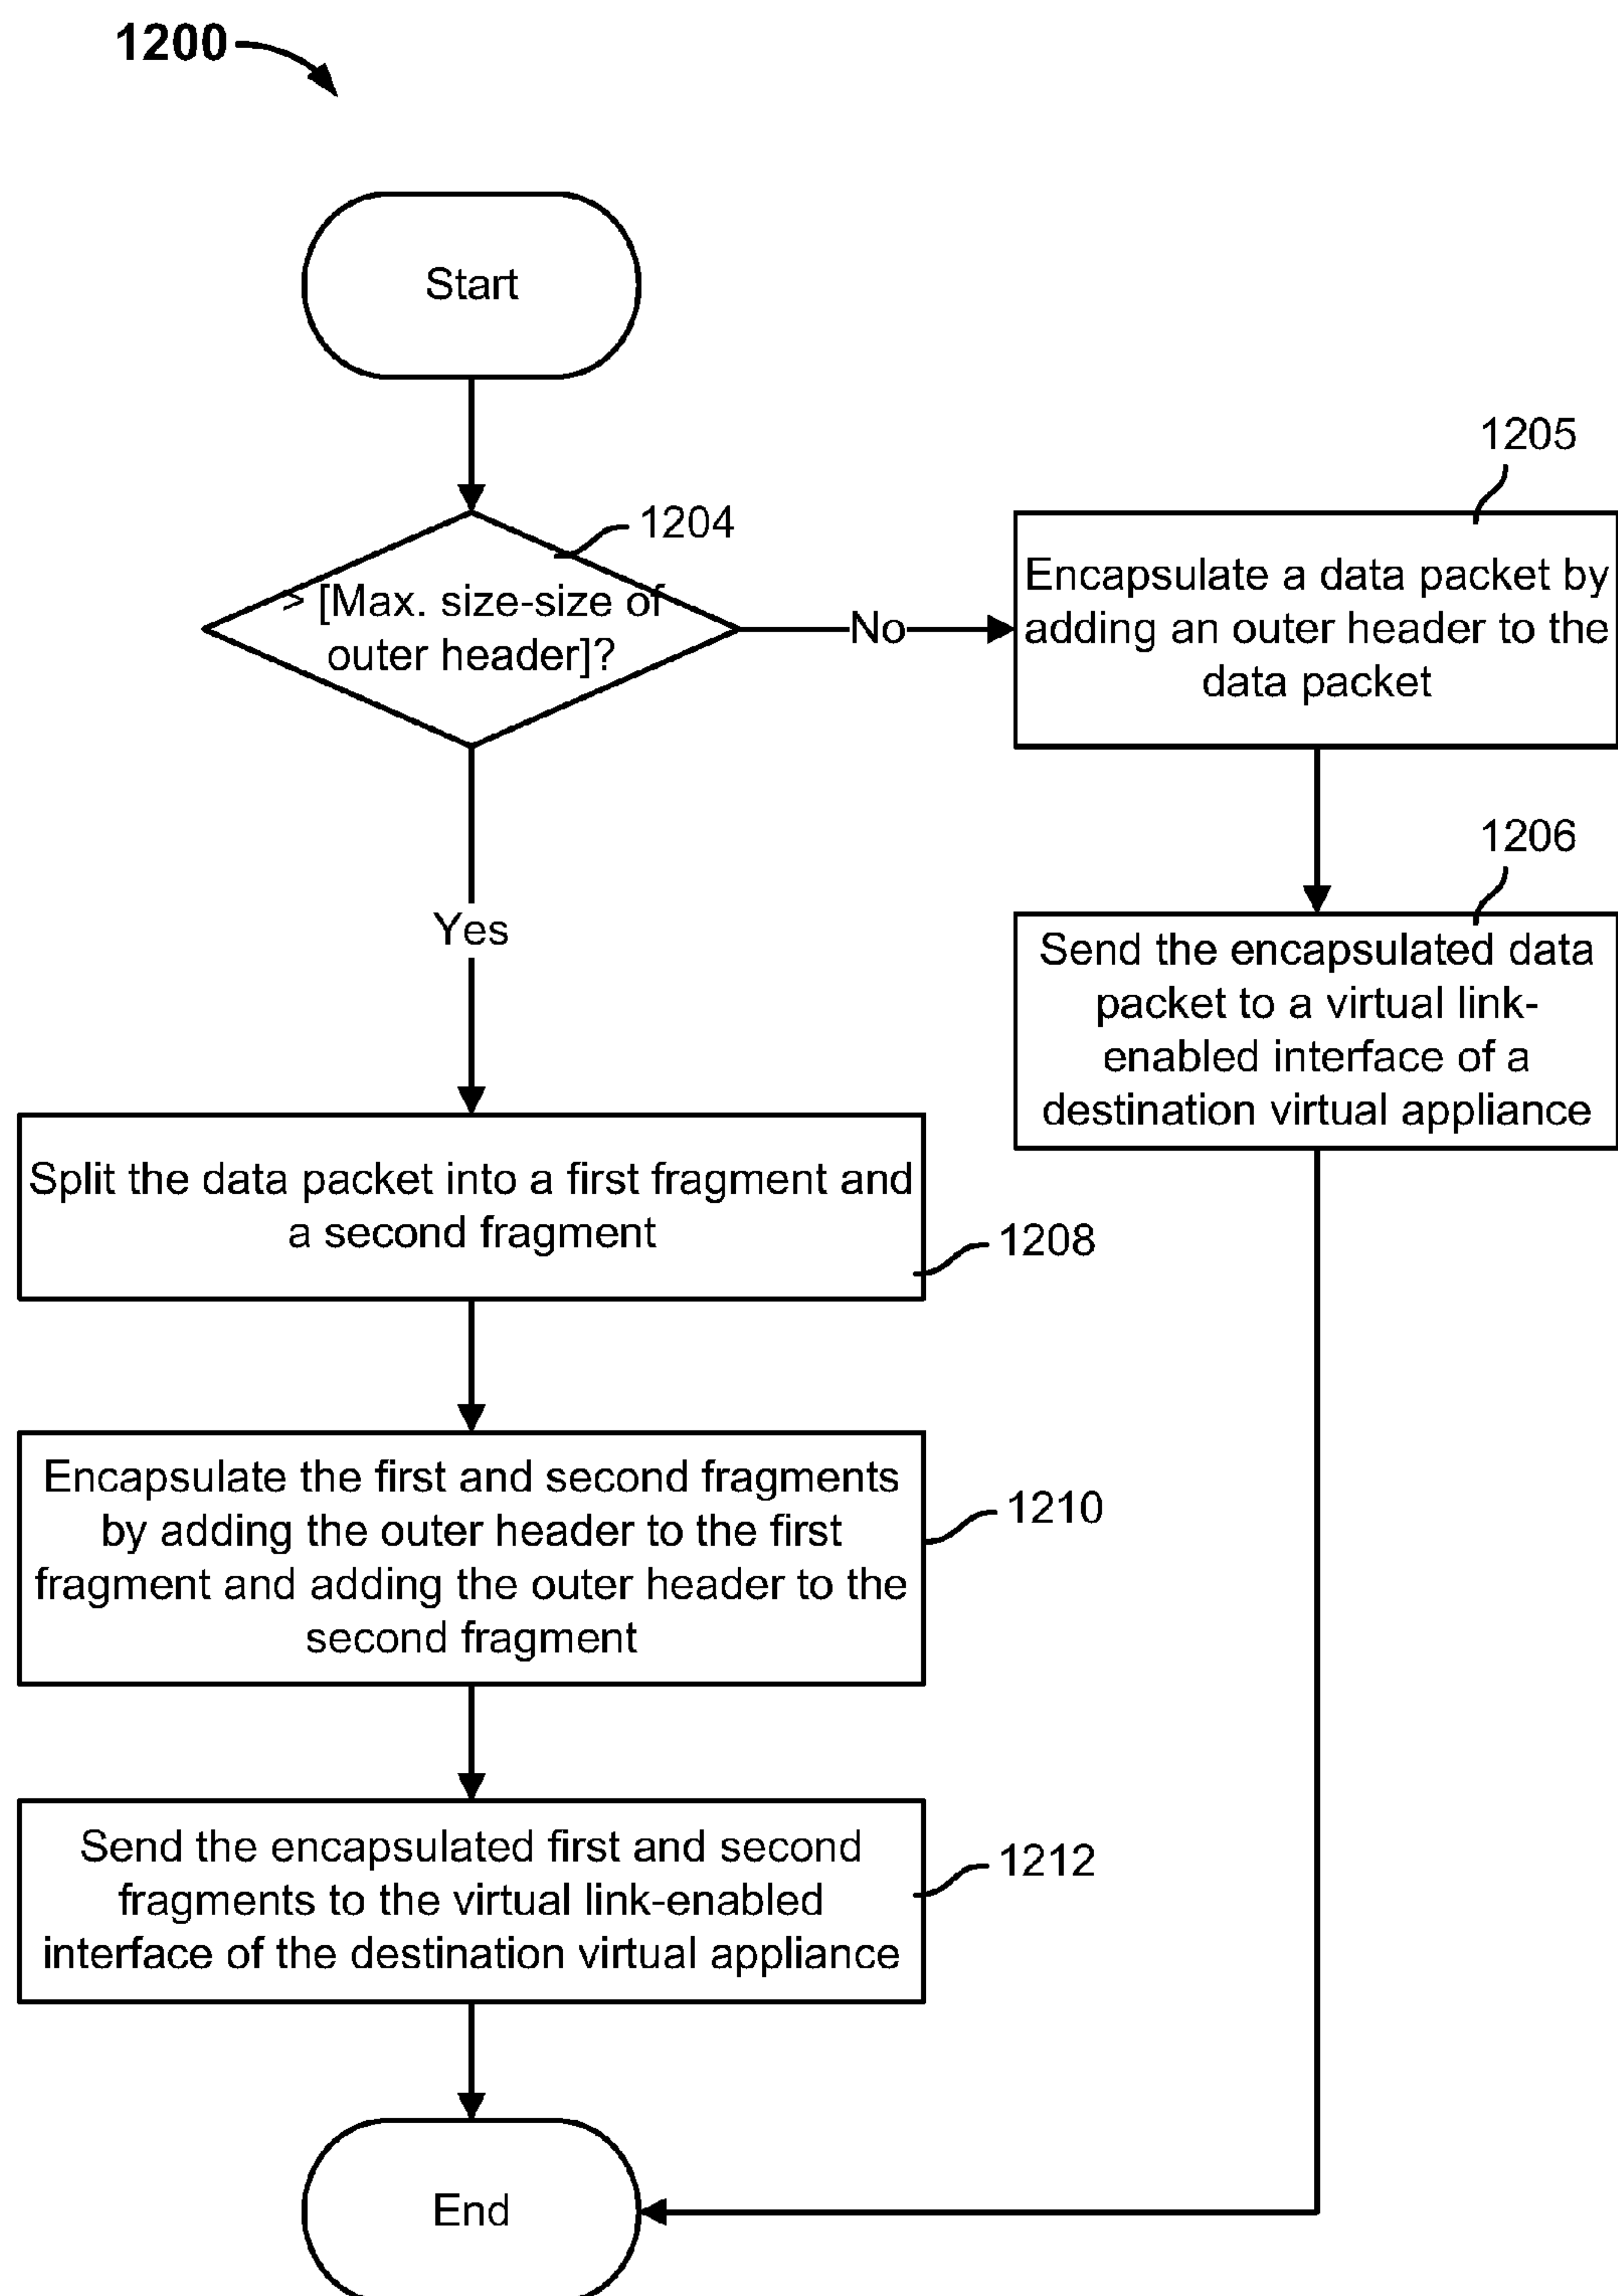 1200
Start
1204
> [Max. size-size of
outer header]?
No
1205
Encapsulate a data packet by
adding an outer header to the
data packet
1206
Send the encapsulated data
packet to a virtual link-
enabled interface of a
destination virtual appliance
Yes
Split the data packet into a first fragment and
a second fragment
1208
Encapsulate the first and second fragments
by adding the outer header to the first
fragment and adding the outer header to the
second fragment
1210
Send the encapsulated first and second
fragments to the virtual link-enabled
interface of the destination virtual appliance
1212
End